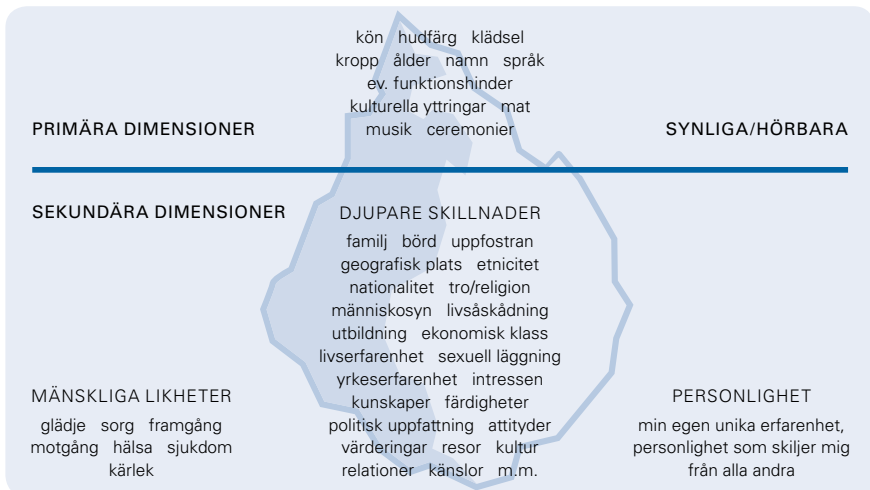 kön hudfärg klädsel
kropp ålder namn språk
ev. funktionshinder
kulturella yttringar mat
musik ceremonier
PRIMÄRA DIMENSIONER
SYNLIGA/HÖRBARA
SEKUNDÄRA DIMENSIONER
DJUPARE SKILLNADER
familj börd uppfostran
geografisk plats etnicitet
nationalitet tro/religion
människosyn livsåskådning
utbildning ekonomisk klass
livserfarenhet sexuell läggning
yrkeserfarenhet intressen
kunskaper färdigheter
politisk uppfattning attityder
värderingar resor kultur
relationer känslor m.m.
MÄNSKLIGA LIKHETER
glädje sorg framgång
motgång hälsa sjukdom
kärlek
PERSONLIGHET
min egen unika erfarenhet,
personlighet som skiljer mig
från alla andra